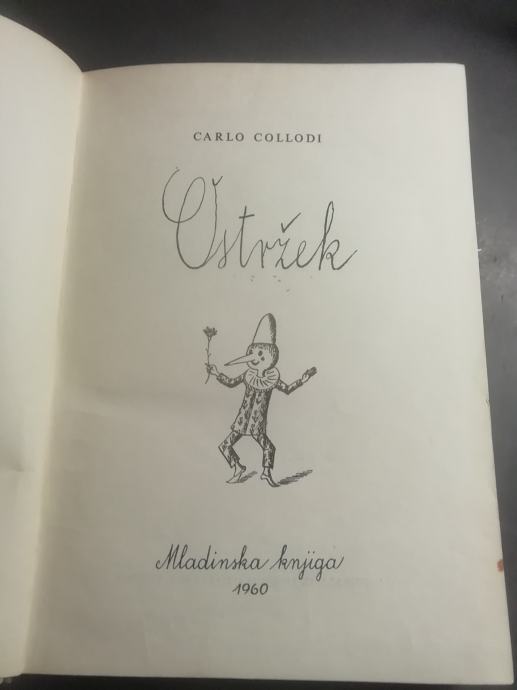 CARLO COLLODI
Ostržek
Mladinska knjiga
1960